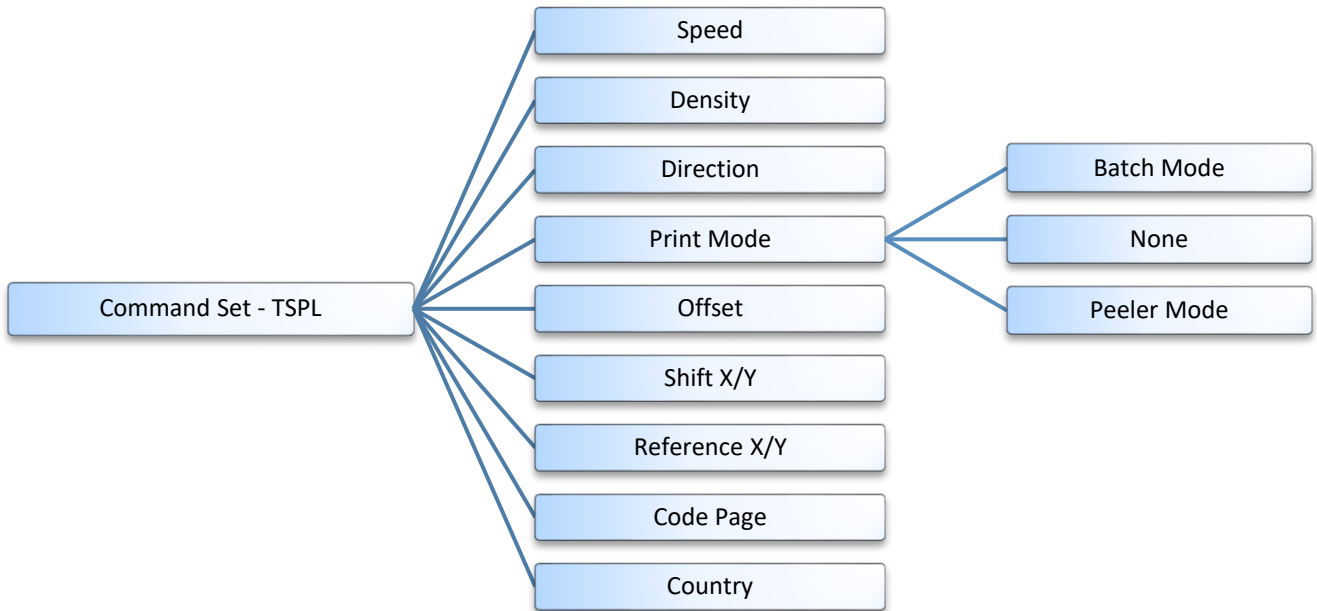 Command Set - TSPL
Speed
Density
Direction
Print Mode
Offset
Shift X/Y
Reference X/Y
Code Page
Country
Batch Mode
None
Peeler Mode